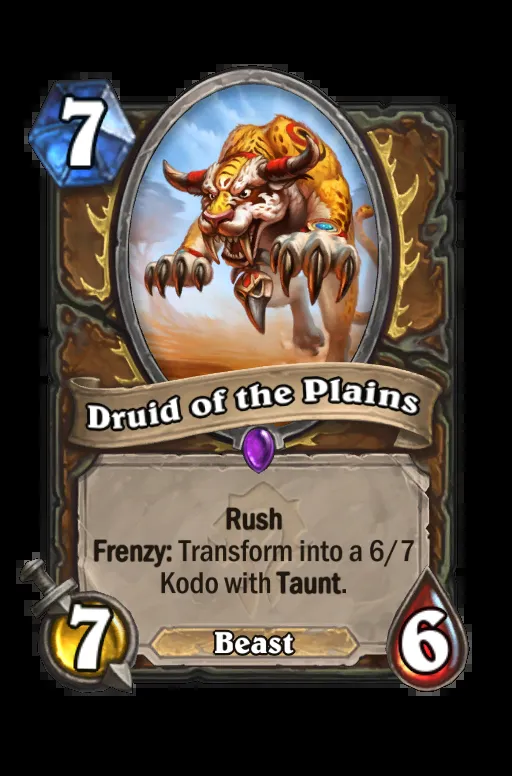 7
Druid of the Plains
Rush
Frenzy: Transform into a 6/7
Kodo with Taunt.
7
Beast
6